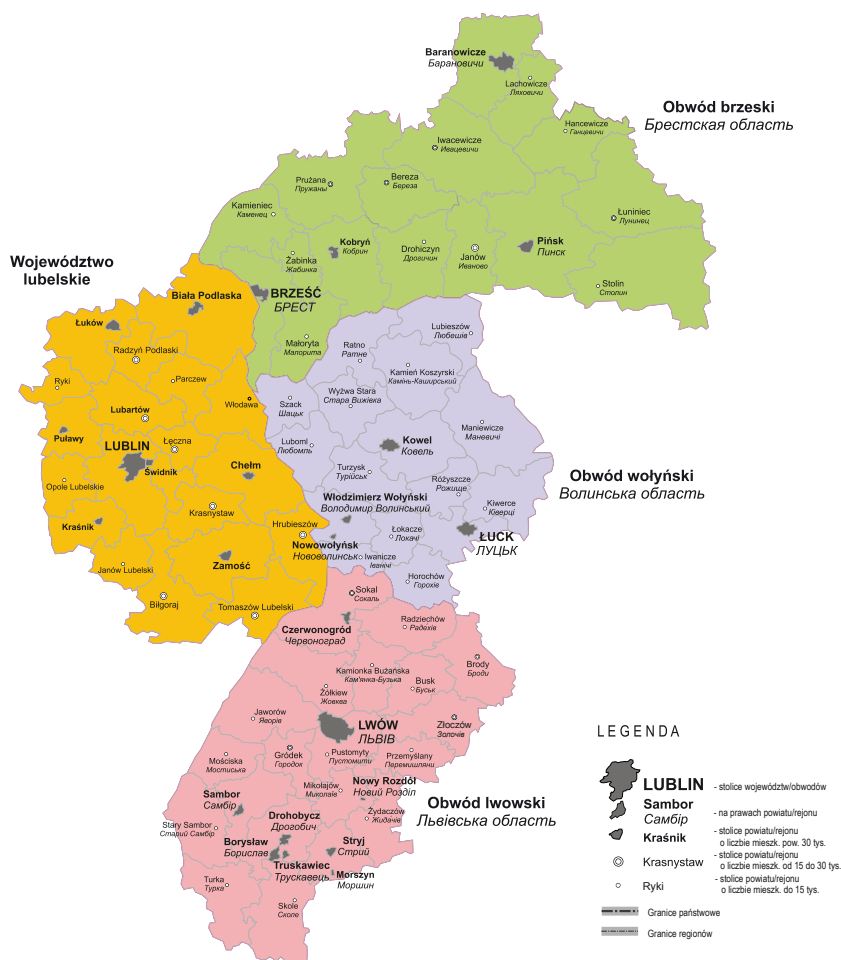 Baranowicze
Барановичи
Lachowicze
Ляховичи
Obwód brzeski
Брестская область
Hancewicze
Ганцевичи
Iwacewicze
Ивацевичи
Prużana
Пружаны
Bereza
Береза
Kamieniec
Каменец
Łuniniec
Лунинец
Kobryń
Кобрин
Drohiczyn
Дрогичин
Janów
Иваново
Pińsk
Пинск
Żabinka
Жабинка
Stolin
Столин
BRZEŚĆ
БРЕСТ
Małoryta
Малорита
Województwo
lubelskie
Biała Podlaska
Łuków
Radzyń Podlaski
Ryki
Parczew
Włodawa
Lubartów
Puławy
LUBLIN
Łęczna
Świdnik
Chełm
Opole Lubelskie
Krasnystaw
Kraśnik
Hrubieszów
Zamość
Janów Lubelski
Biłgoraj
Tomaszów Lubelski
Lubieszów
Любешів
Ratno
Ратне
Kamień Koszyrski
Камінь-Каширський
Szack
Шацьк
Wyżwa Stara
Стара Вижівка
Maniewicze
Маневичі
Luboml
Любомль
Kowel
Ковель
Turzysk
Турійськ
Różyszcze
Рожище
Obwód wołyński
Волинська область
Włodzimierz Wołyński
Володимир Волинський
Kiwerce
Ківерці
Nowowołyńsk
Нововолинськ
Łokacze
Локачі
ŁUCK
ЛУЦЬК
Iwanicze
Іваничі
Horochów
Горохів
Sokal
Сокаль
Czerwonogród
Червоноград
Radziechów
Радехів
Brody
Броди
Kamionka Bużańska
Кам'янка-Бузька
Busk
Буськ
Żółkiew
Жовква
Jaworów
Яворів
LWÓW
ЛЬВІВ
Złoczów
Золочів
Mościska
Мостиська
Gródek
Городок
Pustomyty
Пустомити
Przemyślany
Перемишляни
Mikołajów
Миколаїв
Nowy Rozdół
Новий Розділ
Sambor
Самбір
Żydaczów
Жидачів
Obwód lwowski
Львівська область
Stary Sambor
Старий Самбір
Drohobycz
Дрогобич
Borysław
Борислав
Stryj
Стрий
Truskawiec
Трускавець
Morszyn
Моршин
Turka
Турка
Skole
Сколе
LEGENDA
LUBLIN
- stolice województw/obwodów
Sambor
Самбір
- na prawach powiatu/rejonu
Kraśnik
- stolice powiatu/rejonu
o liczbie mieszk. pow. 30 tys.
Krasnystaw
- stolice powiatu/rejonu
o liczbie mieszk. od 15 do 30 tys.
Ryki
- stolice powiatu/rejonu
o liczbie mieszk. do 15 tys.
Granice państwowe
Granice regionów